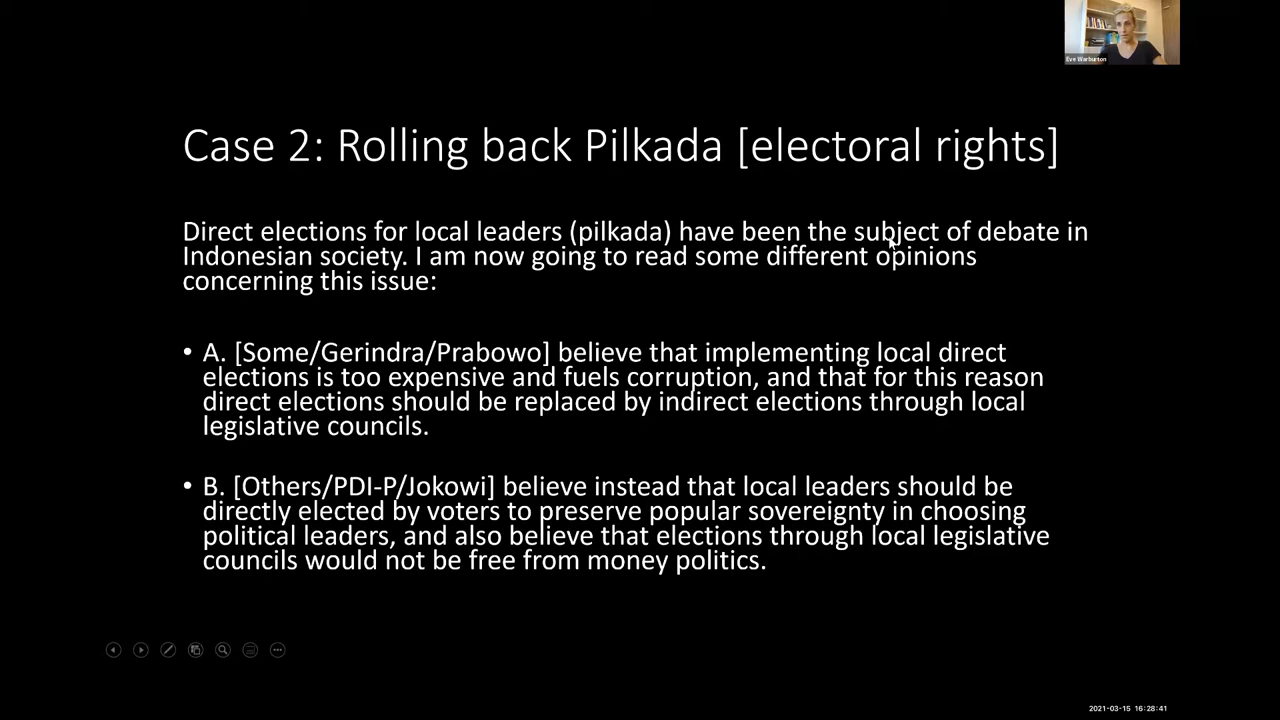 Eve Warburton
Case 2: Rolling back Pilkada [electoral rights]
Direct elections for local leaders (pilkada) have been the subject of debate in
Indonesian society. I am now going to read some different opinions
concerning this issue:
• A. [Some/Gerindra/Prabowo] believe that implementing local direct
elections is too expensive and fuels corruption, and that for this reason
direct elections should be replaced by indirect elections through local
legislative councils.
• B. [Others/PDI-P/Jokowi] believe instead that local leaders should be
directly elected by voters to preserve popular sovereignty in choosing
political leaders, and also believe that elections through local legislative
councils would not be free from money politics.
2021-03-15 16:28:41